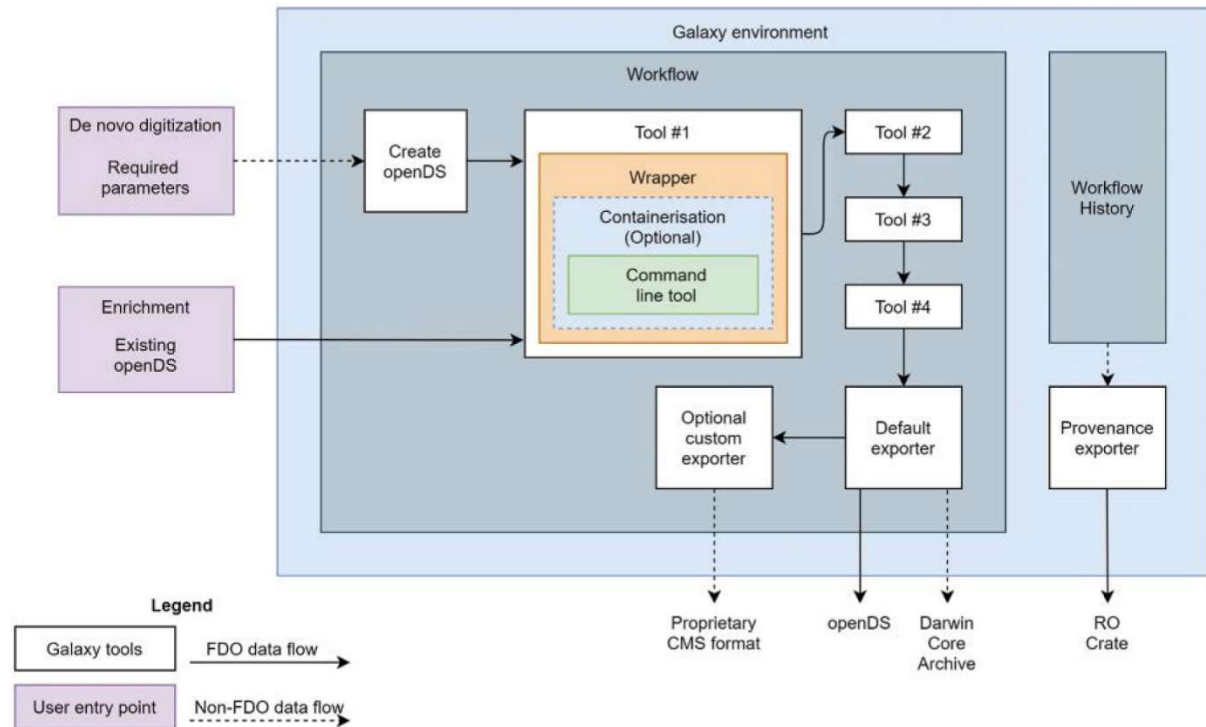 Galaxy environment
Workflow
De novo digitization
Required
parameters
Create
openDS
Tool #1
Wrapper
Containerisation
(Optional)
Command
line tool
Tool #2
Tool #3
Tool #4
Workflow
History
Enrichment
Existing
openDS
Optional
custom
exporter
Default
exporter
Provenance
exporter
Proprietary
CMS format
openDS
Darwin
Core
Archive
RO
Crate
Legend
Galaxy tools
FDO data flow
User entry point
Non-FDO data flow